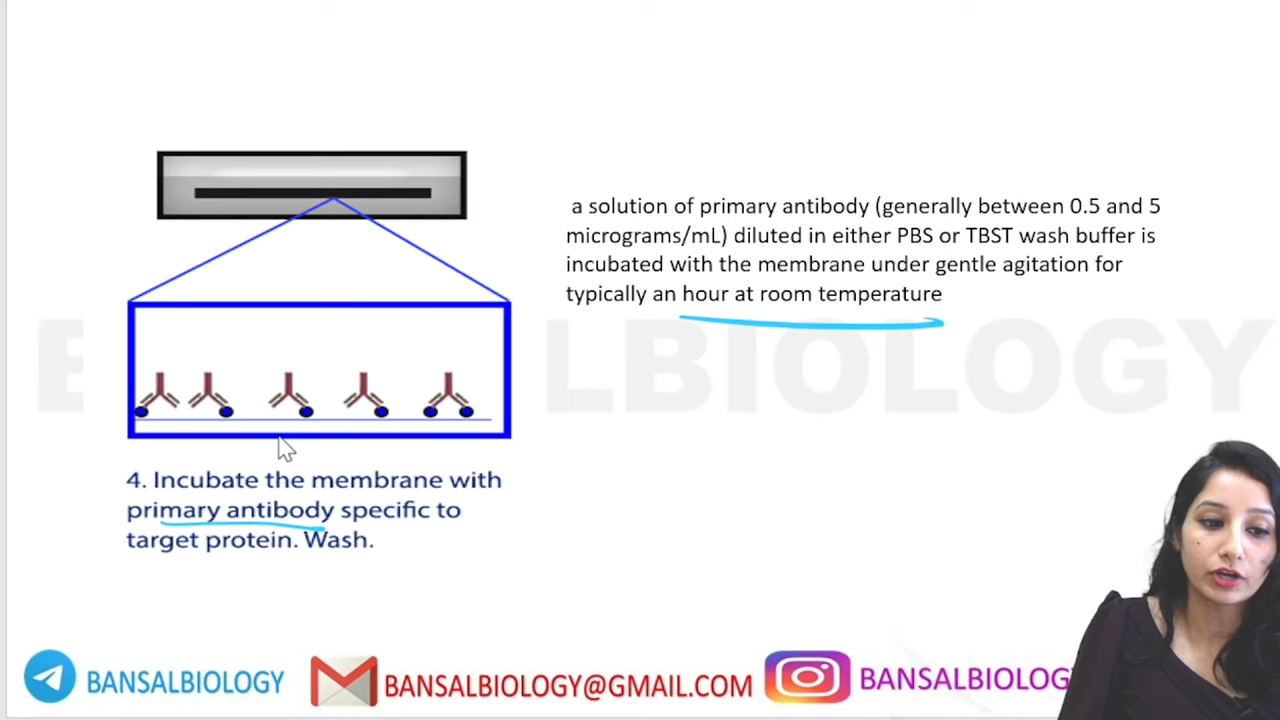 a solution of primary antibody (generally between 0.5 and 5
micrograms/mL) diluted in either PBS or TBST wash buffer is
incubated with the membrane under gentle agitation for
typically an hour at room temperature
4. Incubate the membrane with
primary antibody specific to
target protein. Wash.
BANSALBIOLOGY
BANSALBIOLOGY@GMAIL.COM